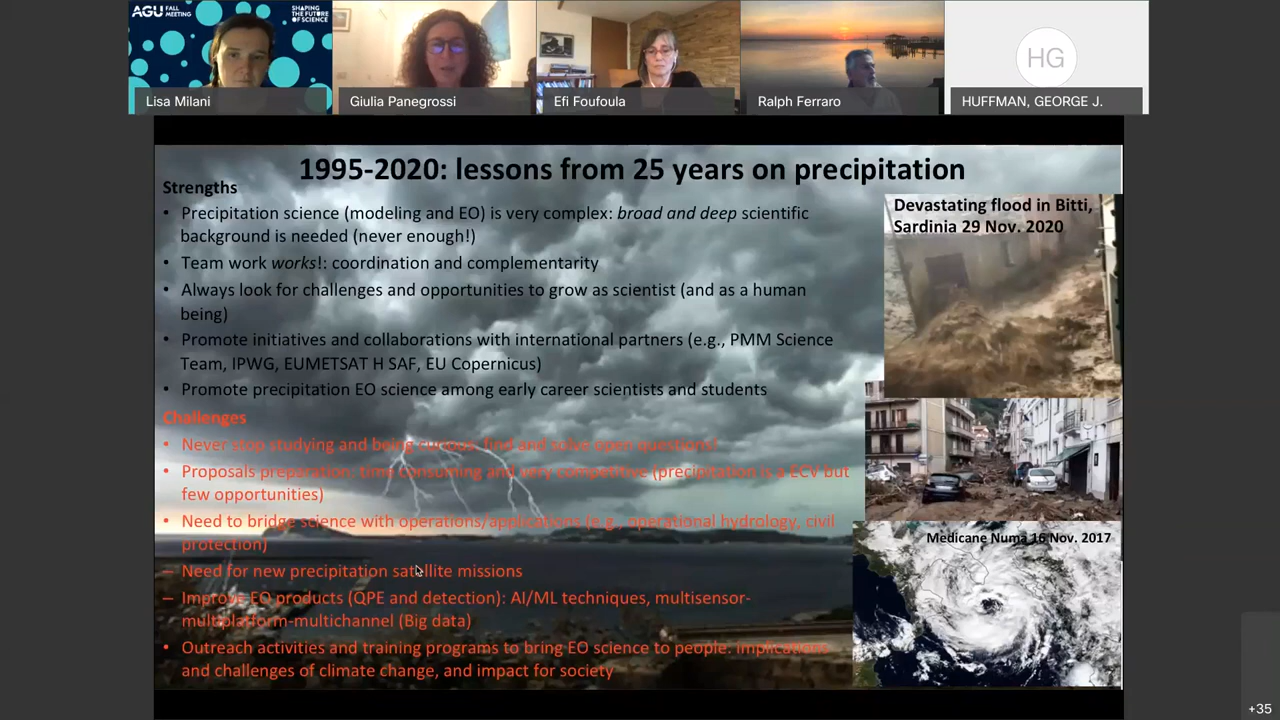 AGU FALL MEETING
SHAPING THE FUTURE OF SCIENCE
Lisa Milani
Giulia Panegrossi
Efi Foufoula
Ralph Ferraro
HG
HUFFMAN, GEORGE J.
1995-2020: lessons from 25 years on precipitation
Strengths
• Precipitation science (modeling and EO) is very complex: broad and deep scientific
background is needed (never enough!)
• Team work works!: coordination and complementarity
• Always look for challenges and opportunities to grow as scientist (and as a human
being)
• Promote initiatives and collaborations with international partners (e.g., PMM Science
Team, IPWG, EUMETSAT H SAF, EU Copernicus)
• Promote precipitation EO science among early career scientists and students
Challenges
• Never stop studying and being curious, find and solve open questions!
• Proposals preparation: time consuming and very competitive (precipitation is a ECV but
few opportunities)
• Need to bridge science with operations/applications (e.g., operational hydrology, civil
protection)
– Need for new precipitation satellite missions
– Improve EO products (QPE and detection): AI/ML techniques, multisensor-
multiplatform-multichannel (Big data)
• Outreach activities and training programs to bring EO science to people: implications
and challenges of climate change, and impact for society
Devastating flood in Bitti,
Sardinia 29 Nov. 2020
Medicane Numa 16 Nov. 2017
+35